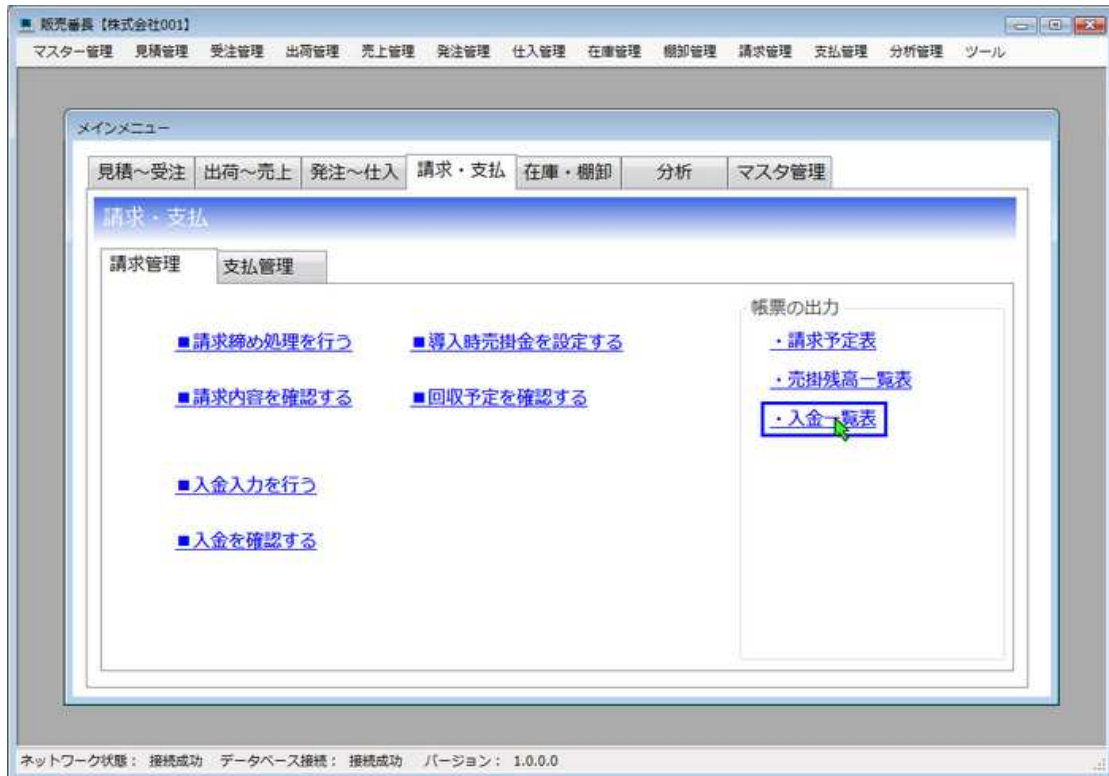 販売番長【株式会社001】
マスター管理 見積管理 受注管理 出荷管理 売上管理 発注管理 仕入管理 在庫管理 棚卸管理 請求管理 支払管理 分析管理 ツール
メインメニュー
見積～受注 出荷～売上 発注～仕入 請求・支払 在庫・棚卸 分析 マスタ管理
請求・支払
請求管理 支払管理
■請求締め処理を行う ■導入時売掛金を設定する
■請求内容を確認する ■回収予定を確認する
■入金入力を行う
■入金を確認する
帳票の出力
・請求予定表
・売掛残高一覧表
・入金一覧表
ネットワーク状態： 接続成功 データベース接続： 接続成功 バージョン： 1.0.0.0